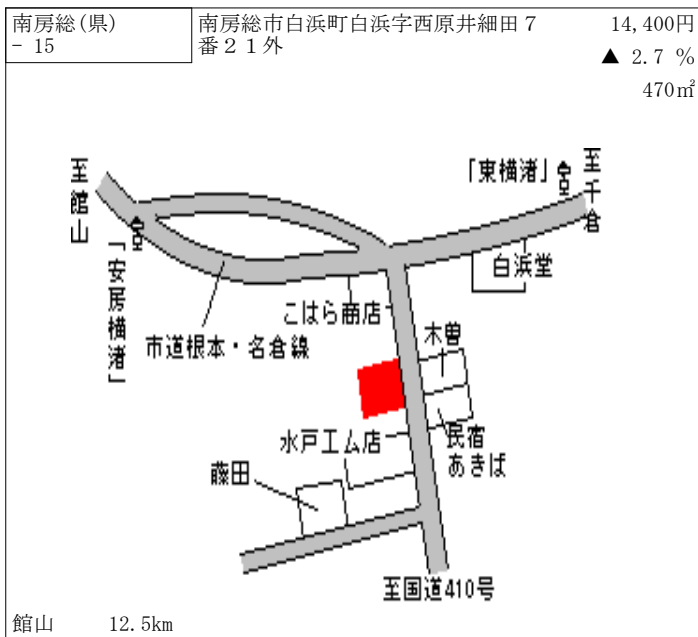 南房総(県)
- 15
南房総市白浜町白浜字西原井細田７
番２１外
14,400円
▲ 2.7 %
470㎡
至館山
「東横渚」
至千倉
「安房横渚」
白浜堂
こはら商店
市道根本・名倉線
木曽
水戸工ム店
民宿
あきば
藤田
至国道410号
館山 12.5km